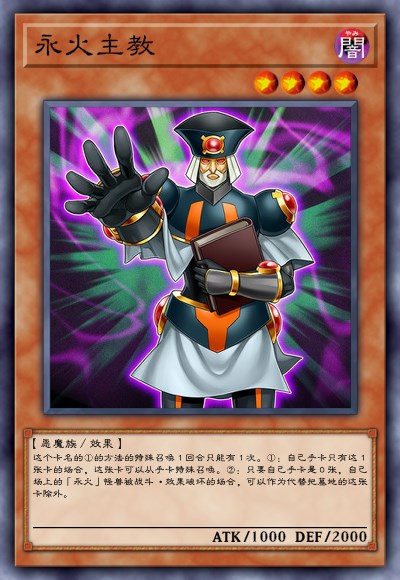 永火主教
やみ
闇
【恶魔族／效果】
这个卡名的①的方法的特殊召唤1回合只能有1次。①：自己手卡只有这1
张卡的场合，这张卡可以从手卡特殊召唤。②：只要自己手卡是0张，自己
场上的「永火」怪兽被战斗·效果破坏的场合，可以作为代替把墓地的这张
卡除外。
ATK/1000 DEF/2000